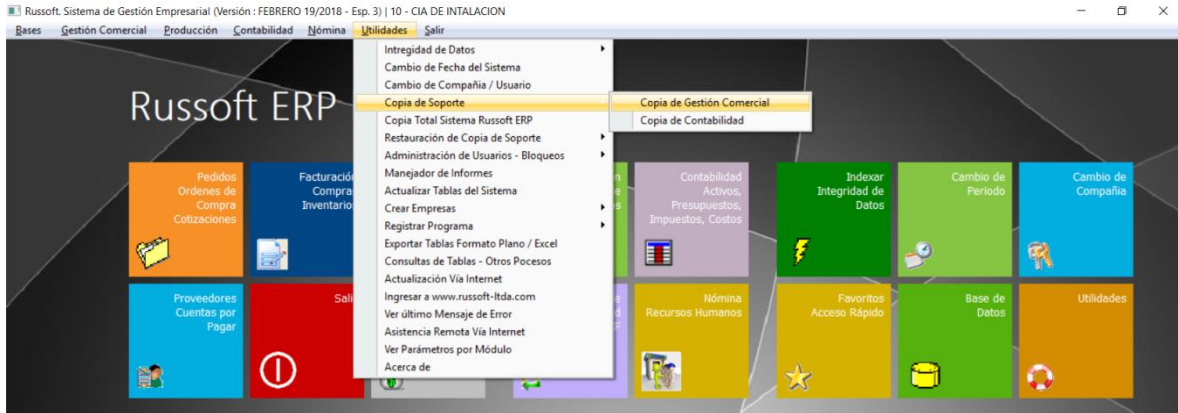 Russoft. Sistema de Gestión Empresarial (Versión : FEBRERO 19/2018 - Esp. 3) | 10 - CIA DE INTALACION
Bases Gestión Comercial Producción Contabilidad Nómina Utilidades Salir
Russoft ERP
Intregidad de Datos
Cambio de Fecha del Sistema
Cambio de Compañia / Usuario
Copia de Soporte
Copia Total Sistema Russoft ERP
Restauración de Copia de Soporte
Administración de Usuarios - Bloqueos
Manejador de Informes
Actualizar Tablas del Sistema
Crear Empresas
Registrar Programa
Exportar Tablas Formato Plano / Excel
Consultas de Tablas - Otros Pocesos
Actualización Vía Internet
Ingresar a www.russoft-ltda.com
Ver último Mensaje de Error
Asistencia Remota Vía Internet
Ver Parámetros por Módulo
Acerca de
Copia de Gestión Comercial
Copia de Contabilidad
Pedidos
Ordenes de
Compra
Cotizaciones
Facturación
Compra
Inventario
Contabilidad
Activos,
Presupuestos,
Impuestos, Costos
Indexar
Integridad de
Datos
Cambio de
Periodo
Cambio de
Compañia
Proveedores
Cuentas por
Pagar
Sali
Nómina
Recursos Humanos
Favoritos
Acceso Rápido
Base de
Datos
Utilidades